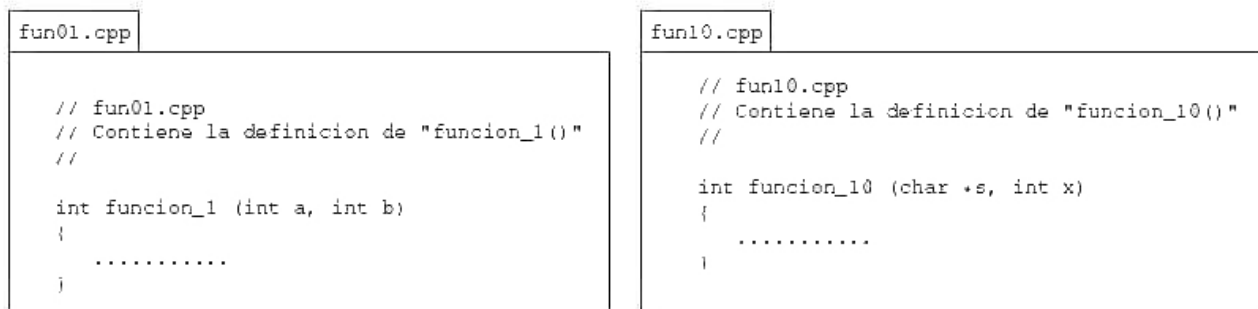 fun01.cpp
// fun01.cpp
// Contiene la definicion de "funcion_1()"
//
int funcion_1 (int a, int b)
{
...........
}
fun10.cpp
// fun10.cpp
// Contiene la definicion de "funcion_10()"
//
int funcion_10 (char *s, int x)
{
...........
}